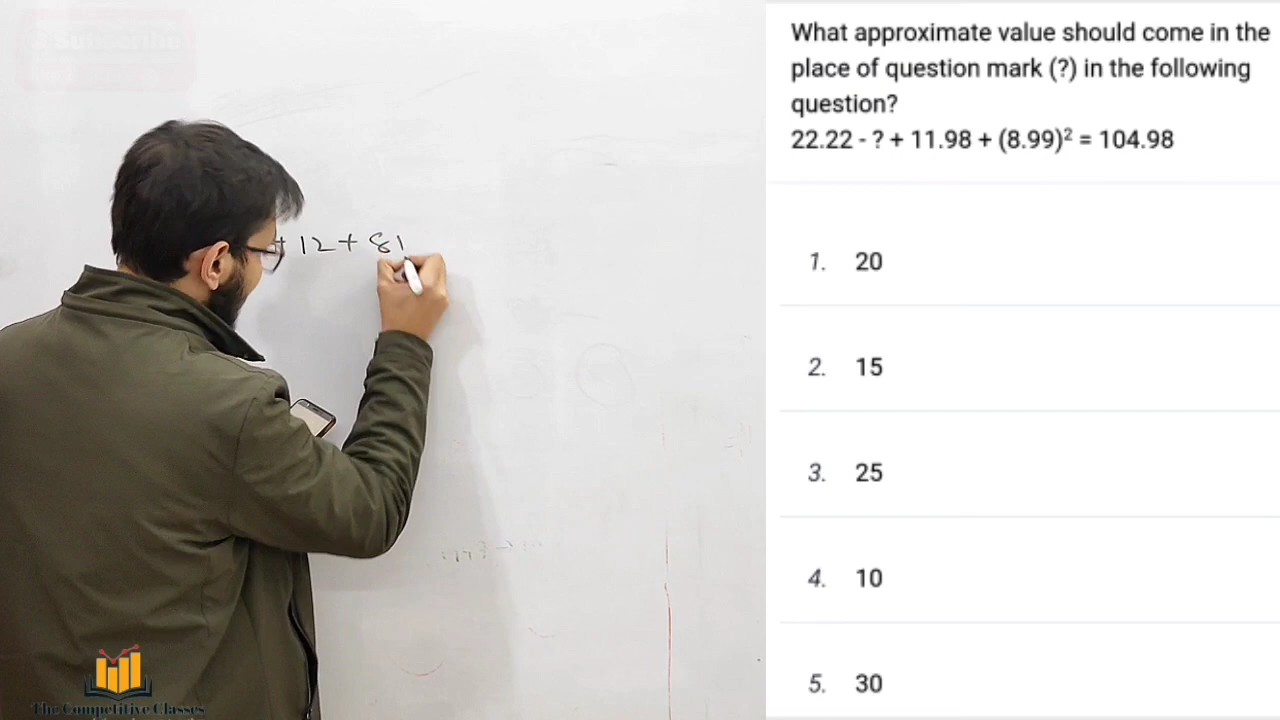 What approximate value should come in the
place of question mark (?) in the following
question?
22.22 - ? + 11.98 + (8.99)² = 104.98
1. 20
2. 15
3. 25
4. 10
5. 30
+ 12 + 81
The Competitive Classes